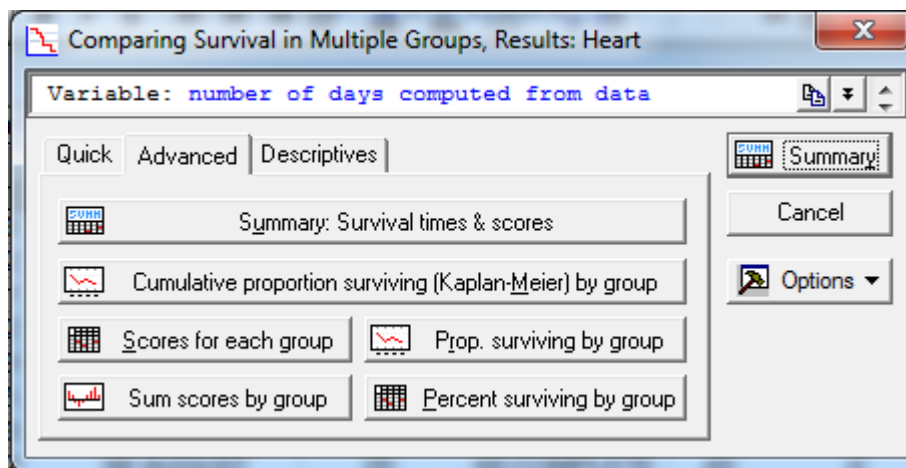 Comparing Survival in Multiple Groups, Results: Heart
Variable: number of days computed from data
Quick Advanced Descriptives
Summary
Summary: Survival times & scores
Cancel
Cumulative proportion surviving (Kaplan-Meier) by group
Options
Scores for each group
Prop. surviving by group
Sum scores by group
Percent surviving by group